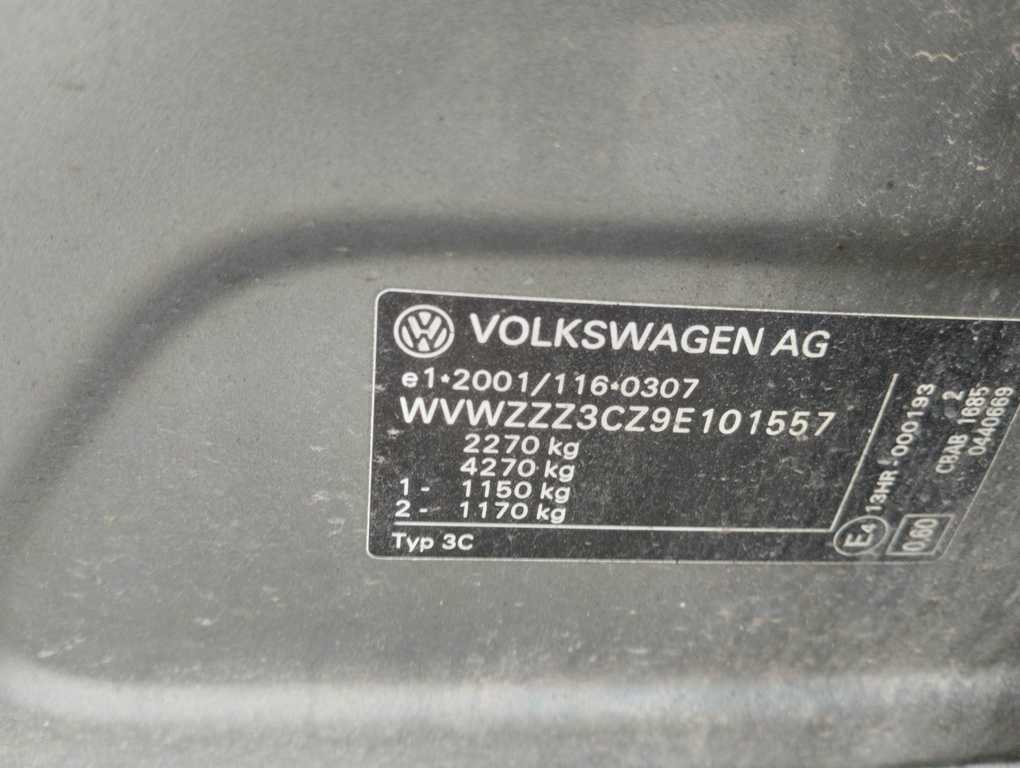 VOLKSWAGEN AG
e1*2001/116*0307
WVWZZZ3CZ9E101557
2270 kg
4270 kg
1- 1150 kg
2- 1170 kg
Typ 3C
E4 13MR-000193
0,60
CBAB 2
1685
0440669